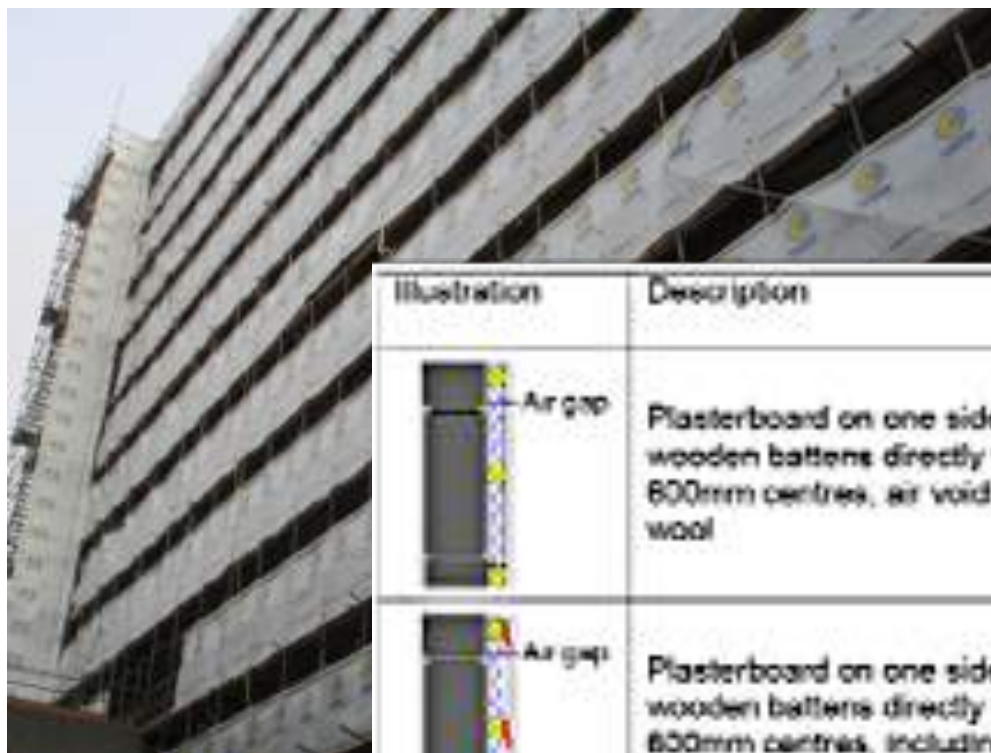 Illustration
Description
Air gap
Plasterboard on one side
wooden battens directly
600mm centres, air void
wool
Air gap
Plasterboard on one side
wooden battens directly
600mm centres, including